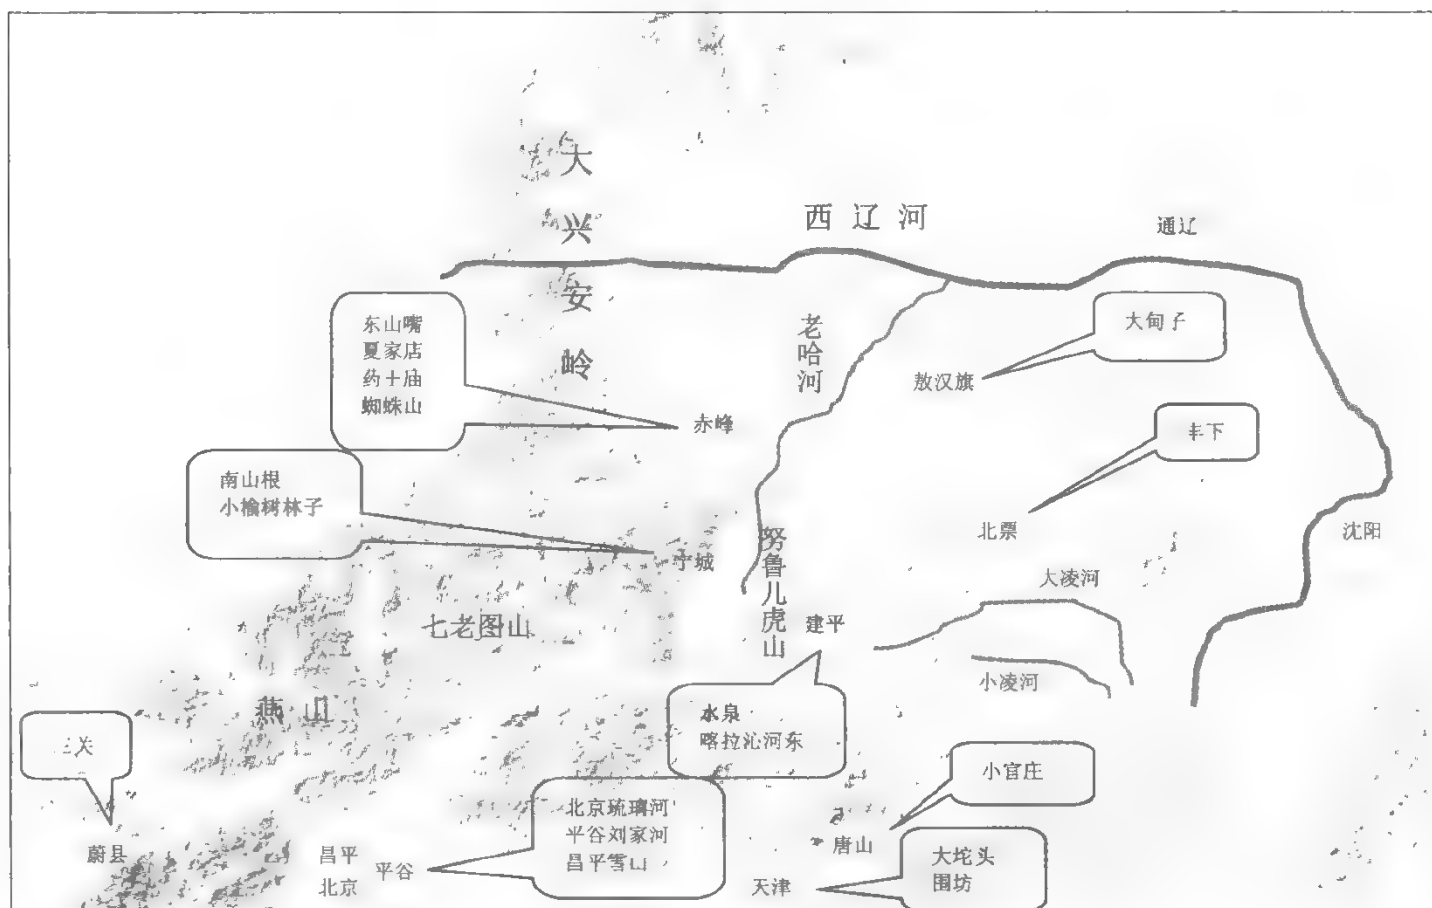 大兴安岭
西辽河
通辽
东山嘴
夏家店
药王庙
蜘蛛山
老哈河
大甸子
敖汉旗
赤峰
丰下
南山根
小榆树林子
北票
沈阳
宁城
努鲁儿虎山
大凌河
七老图山
建平
小凌河
燕山
水泉
喀拉沁河东
三关
小官庄
北京琉璃河
平谷刘家河
昌平雪山
唐山
蔚县
昌平
平谷
北京
天津
大坨头
围坊